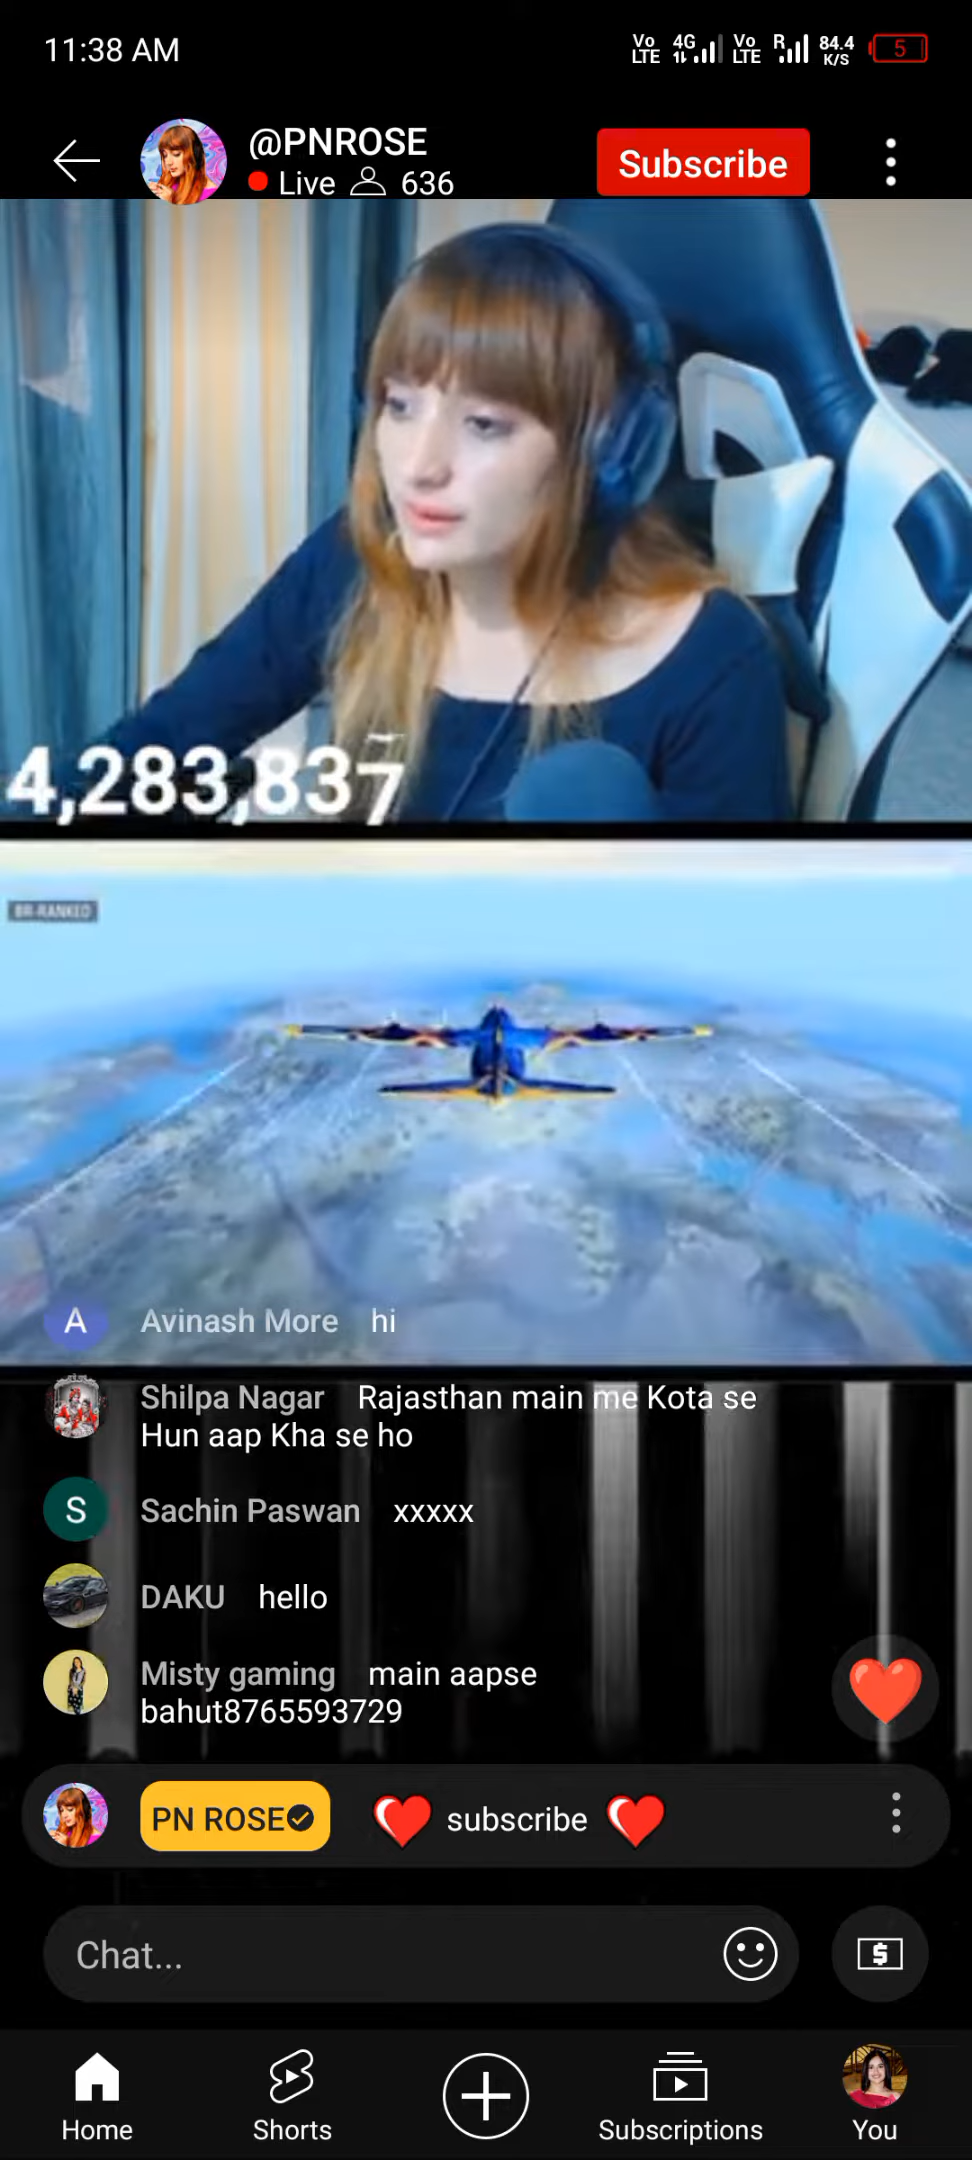 11:38 AM
Vo LTE 4G Vo LTE R 84.4 K/S 5
@PNROSE
Live 636
Subscribe
4,283,837
BR-RANKED
A Avinash More hi
Shilpa Nagar Rajasthan main me Kota se
Hun aap Kha se ho
S Sachin Paswan xxxxx
DAKU hello
Misty gaming main aapse
bahut8765593729
PN ROSE subscribe
Chat...
$
Home Shorts Subscriptions You